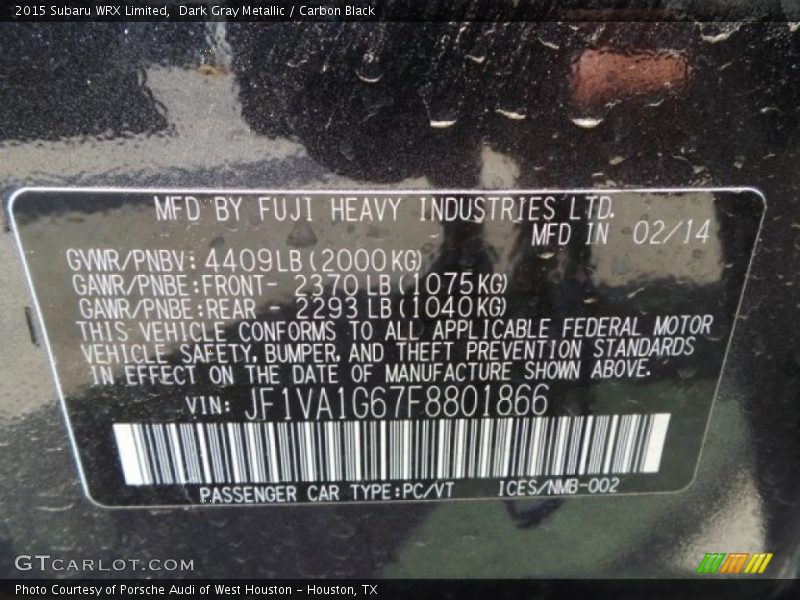 2015 Subaru WRX Limited, Dark Gray Metallic / Carbon Black
MFD BY FUJI HEAVY INDUSTRIES LTD.
MFD IN 02/14
GVWR/PNBV: 4409LB(2000KG)
GAWR/PNBE:FRONT- 2370LB(1075KG)
GAWR/PNBE:REAR - 2293LB(1040KG)
THIS VEHICLE CONFORMS TO ALL APPLICABLE FEDERAL MOTOR
VEHICLE SAFETY, BUMPER, AND THEFT PREVENTION STANDARDS
IN EFFECT ON THE DATE OF MANUFACTURE SHOWN ABOVE.
VIN: JF1VA1G67F8801866
PASSENGER CAR TYPE:PC/VT ICES/NMB-002
GTCARLOT.COM
Photo Courtesy of Porsche Audi of West Houston – Houston, TX